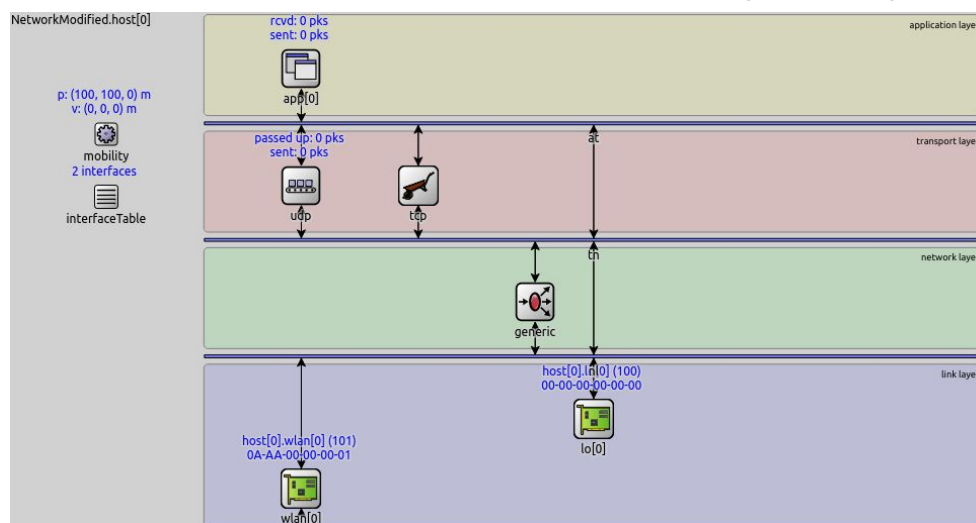 NetworkModified.host[0]
rcvd: 0 pks
sent: 0 pks
application laye
app[0]
p: (100, 100, 0) m
v: (0, 0, 0) m
mobility
2 interfaces
interfaceTable
passed up: 0 pks
sent: 0 pks
at
transport laye
udp
tcp
tn
network laye
generic
host[0].lo[0] (100)
00-00-00-00-00-00
link laye
lo[0]
host[0].wlan[0] (101)
0A-AA-00-00-00-01
wlan[0]